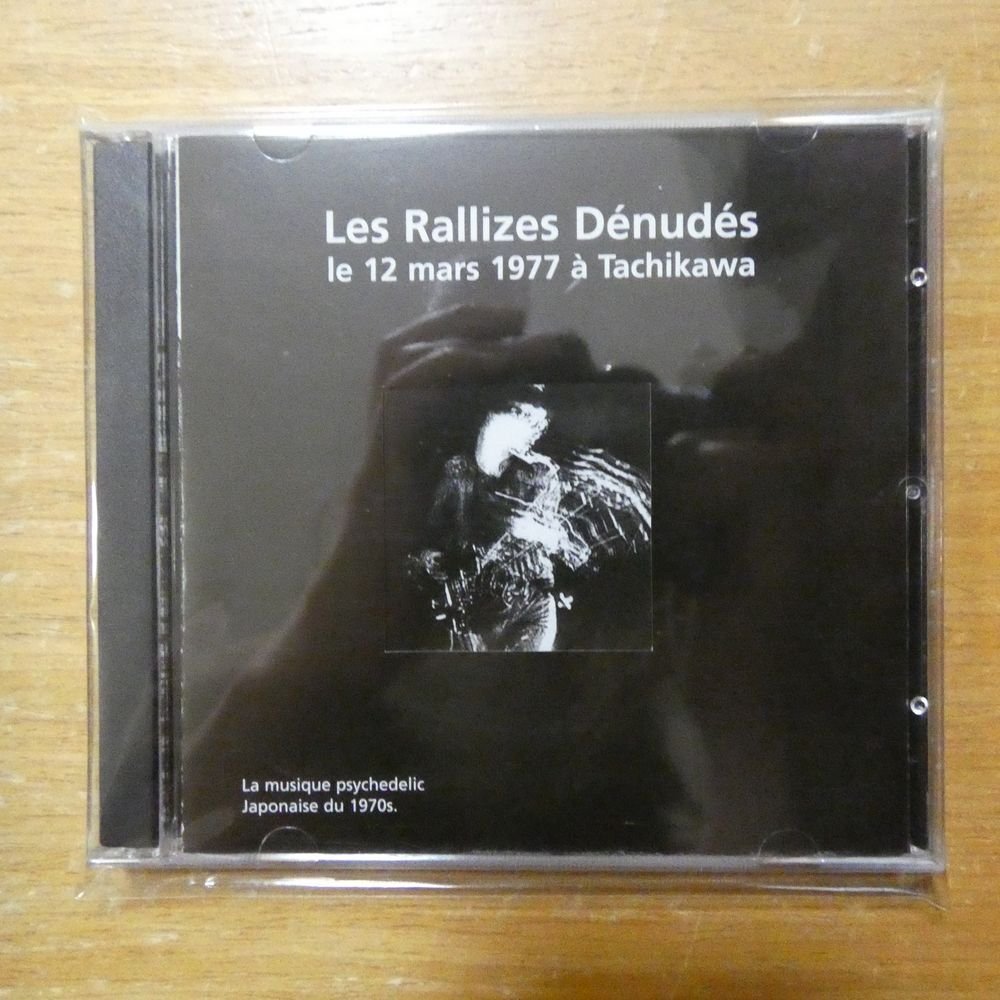 Les Rallizes Dénudés
le 12 mars 1977 à Tachikawa
La musique psychedelic
Japonaise du 1970s.